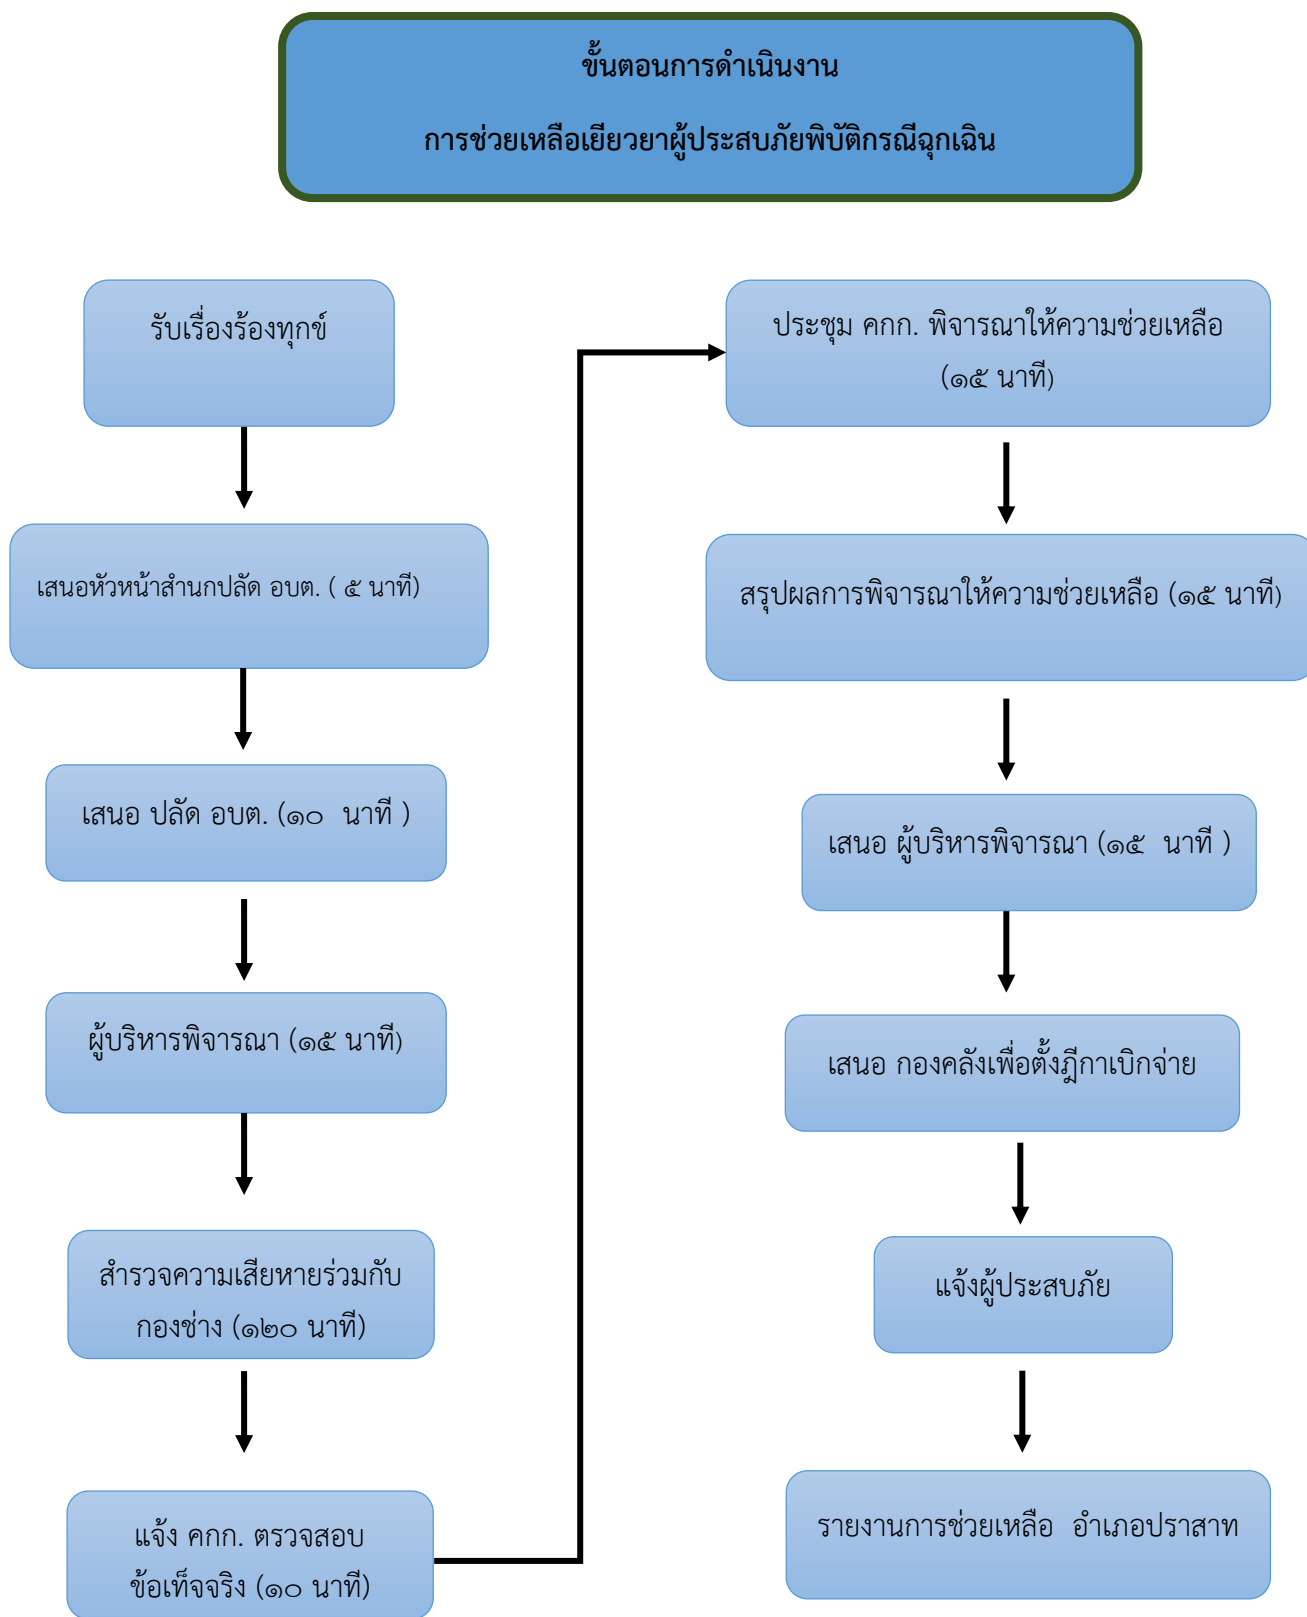 ขั้นตอนการดำเนินงาน
การช่วยเหลือเยียวยาผู้ประสบภัยพิบัติกรณีฉุกเฉิน
รับเรื่องร้องทุกข์
เสนอหัวหน้าสำนกปลัด อบต. ( ๕ นาที)
เสนอ ปลัด อบต. (๑๐ นาที )
ผู้บริหารพิจารณา (๑๕ นาที)
สำรวจความเสียหายร่วมกับ
กองช่าง (๑๒๐ นาที)
แจ้ง คกก. ตรวจสอบ
ข้อเท็จจริง (๑๐ นาที)
ประชุม คกก. พิจารณาให้ความช่วยเหลือ
(๑๕ นาที)
สรุปผลการพิจารณาให้ความช่วยเหลือ (๑๕ นาที)
เสนอ ผู้บริหารพิจารณา (๑๕ นาที )
เสนอ กองคลังเพื่อตั้งฎีกาเบิกจ่าย
แจ้งผู้ประสบภัย
รายงานการช่วยเหลือ อำเภอปราสาท